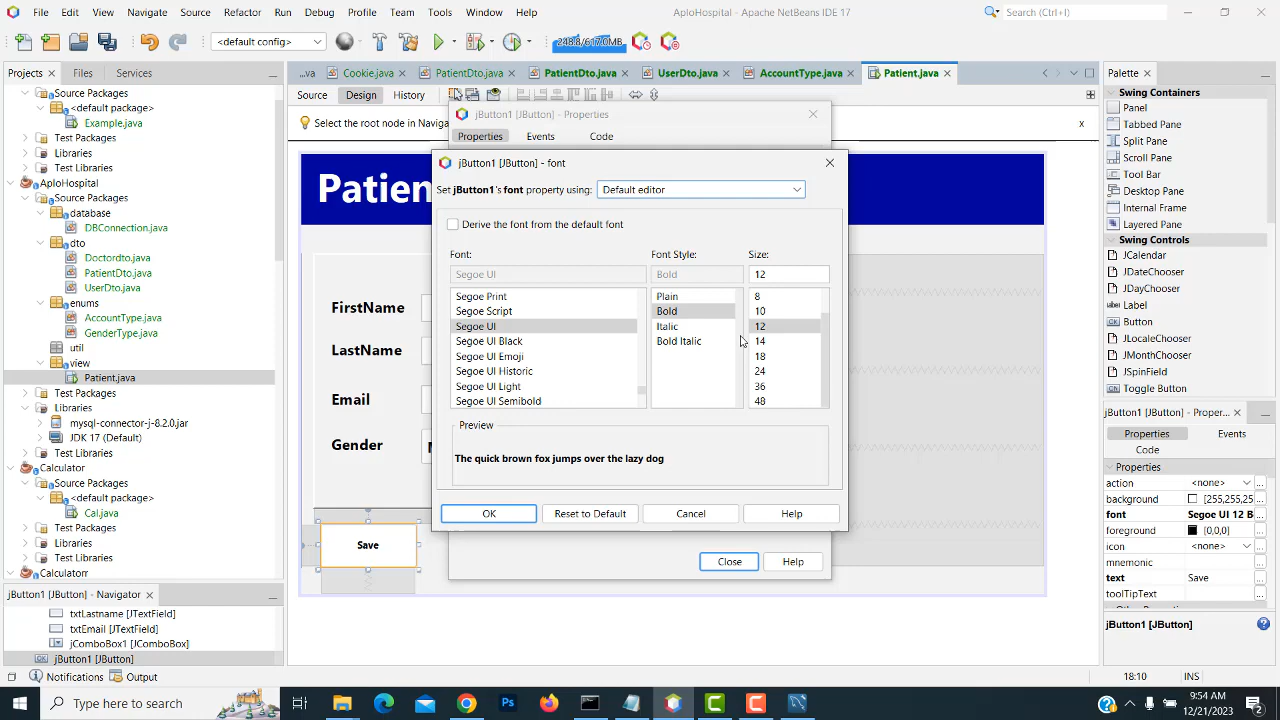 File Edit View Navigate Source Refactor Run Debug Profile Team Tools Window Help
AploHospital - Apache NetBeans IDE 17
Search (Ctrl+I)
<default config>
248.8/617.0MB
Projects
Files
Services
...va
Cookie.java
PatientDto.java
PatientDto.java
UserDto.java
AccountType.java
Patient.java
Source
Design
History
Select the root node in Naviga
x
Source Packages
<default package>
Example.java
Test Packages
Libraries
Test Libraries
AploHospital
Source Packages
database
DBConnection.java
dto
Doctordto.java
PatientDto.java
UserDto.java
enums
AccountType.java
GenderType.java
util
view
Patient.java
Test Packages
Libraries
mysql-connector-j-8.2.0.jar
JDK 17 (Default)
Test Libraries
Calculator
Source Packages
<default package>
Cal.java
Test Packages
Libraries
Test Libraries
Calculatorr
jButton1 [JButton] - Navigator
txtLastname [JTextField]
txtEmail [JTextField]
jComboBox1 [JComboBox]
jButton1 [JButton]
Patien
FirstName
LastName
Email
Gender
Save
jButton1 [JButton] - Properties
Properties
Events
Code
jButton1 [JButton] - font
Set jButton1's font property using:
Default editor
Derive the font from the default font
Font:
Font Style:
Size:
Segoe UI
Bold
12
Segoe Print
Segoe Script
Segoe UI
Segoe UI Black
Segoe UI Emoji
Segoe UI Historic
Segoe UI Light
Segoe UI Semibold
Plain
Bold
Italic
Bold Italic
8
10
12
14
18
24
36
48
Preview
The quick brown fox jumps over the lazy dog
OK
Reset to Default
Cancel
Help
Close
Help
Palette
Swing Containers
Panel
Tabbed Pane
Split Pane
Scroll Pane
Tool Bar
Desktop Pane
Internal Frame
Layered Pane
Swing Controls
JCalendar
JDateChooser
JDayChooser
Label
Button
JLocaleChooser
JMonthChooser
JSpinField
Toggle Button
jButton1 [JButton] - Proper...
Properties
Events
Code
Properties
action <none> ...
background [255,255,25 ...
font Segoe UI 12 B ...
foreground [0,0,0] ...
icon <none> ...
mnemonic ...
text Save ...
toolTipText ...
jButton1 [JButton]
Notifications
Output
18:10
INS
Type here to search
Ps
9:54 AM
12/21/2023
2